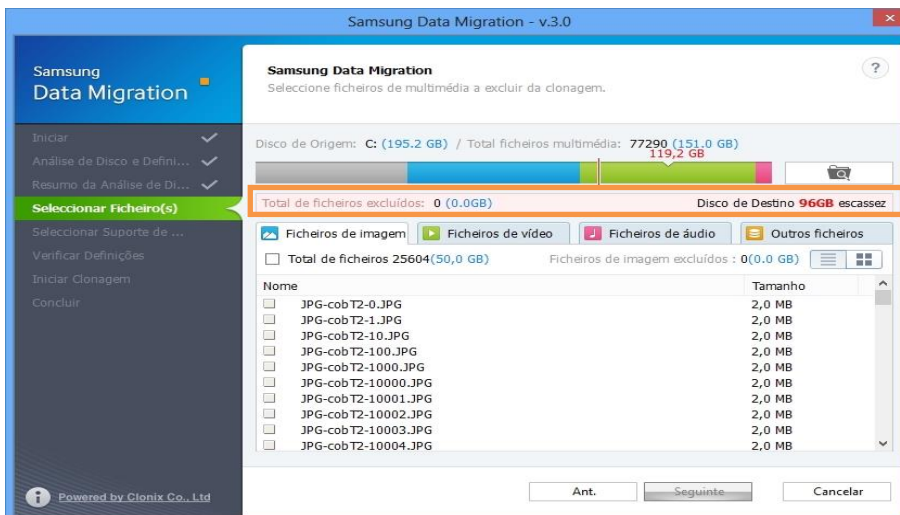 Samsung Data Migration - v.3.0
Samsung
Data Migration
Samsung Data Migration
Seleccione ficheiros de multimédia a excluir da clonagem.
?
Iniciar
Análise de Disco e Defini...
Resumo da Análise de Di...
Seleccionar Ficheiro(s)
Seleccionar Suporte de ...
Verificar Definições
Iniciar Clonagem
Concluir
Powered by Clonix Co., Ltd
Disco de Origem: C: (195.2 GB) / Total ficheiros multimédia: 77290 (151.0 GB)
119,2 GB
Total de ficheiros excluídos: 0 (0.0GB) Disco de Destino 96GB escassez
Ficheiros de imagem Ficheiros de vídeo Ficheiros de áudio Outros ficheiros
Total de ficheiros 25604(50,0 GB) Ficheiros de imagem excluídos : 0(0.0 GB)
Nome Tamanho
JPG-cobT2-0.JPG 2,0 MB
JPG-cobT2-1.JPG 2,0 MB
JPG-cobT2-10.JPG 2,0 MB
JPG-cobT2-100.JPG 2,0 MB
JPG-cobT2-1000.JPG 2,0 MB
JPG-cobT2-10000.JPG 2,0 MB
JPG-cobT2-10001.JPG 2,0 MB
JPG-cobT2-10002.JPG 2,0 MB
JPG-cobT2-10003.JPG 2,0 MB
JPG-cobT2-10004.JPG 2,0 MB
Ant. Seguinte Cancelar